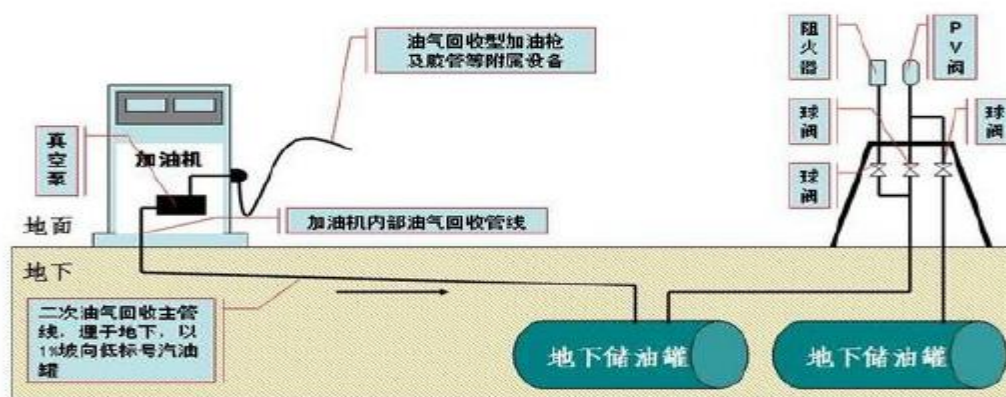 油气回收型加油枪
及胶管等附属设备
阻
火
器
P
V
阀
真
空
泵
加油机
球
阀
球
阀
球
阀
地面
加油机内部油气回收管线
地下
二次油气回收主管
线，埋于地下，以
1%坡向低标号汽油
罐
地下储油罐
地下储油罐